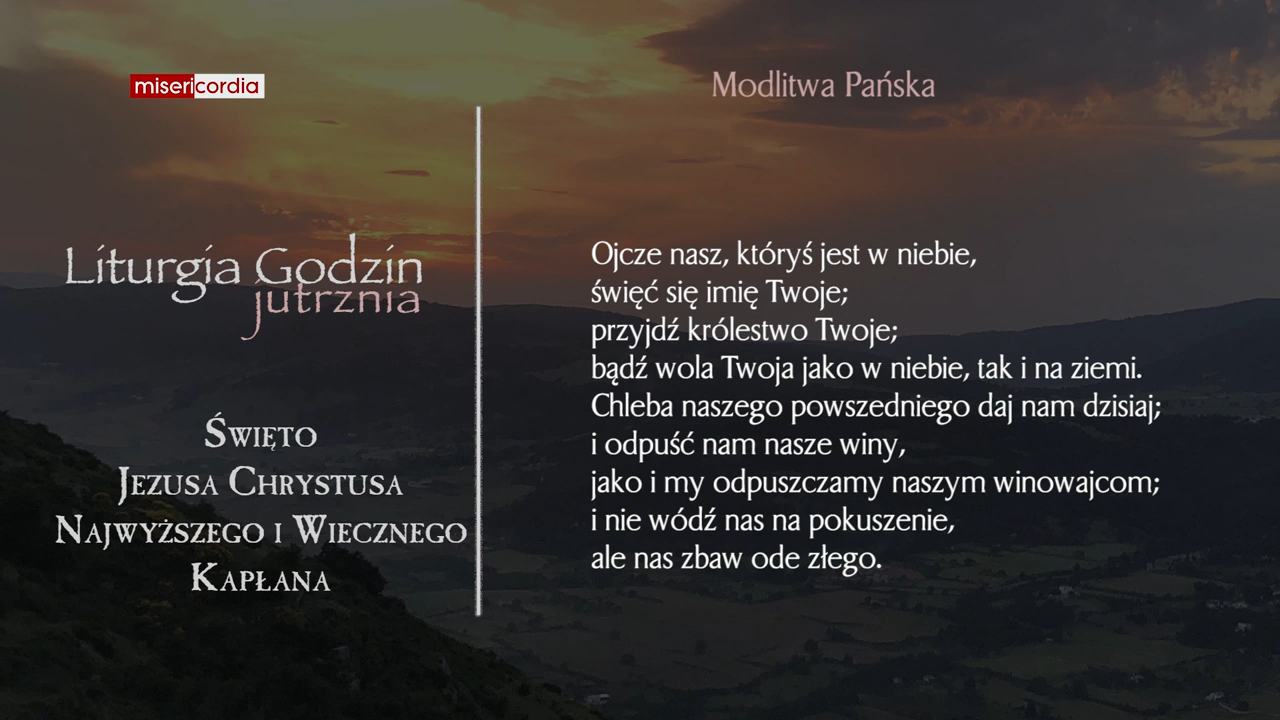 misericordia
Liturgia Godzin
jutrznia
Święto
Jezusa Chrystusa
Najwyższego i Wiecznego
Kapłana
Modlitwa Pańska
Ojcze nasz, któryś jest w niebie,
święć się imię Twoje;
przyjdź królestwo Twoje;
bądź wola Twoja jako w niebie, tak i na ziemi.
Chleba naszego powszedniego daj nam dzisiaj;
i odpuść nam nasze winy,
jako i my odpuszczamy naszym winowajcom;
i nie wódź nas na pokuszenie,
ale nas zbaw ode złego.